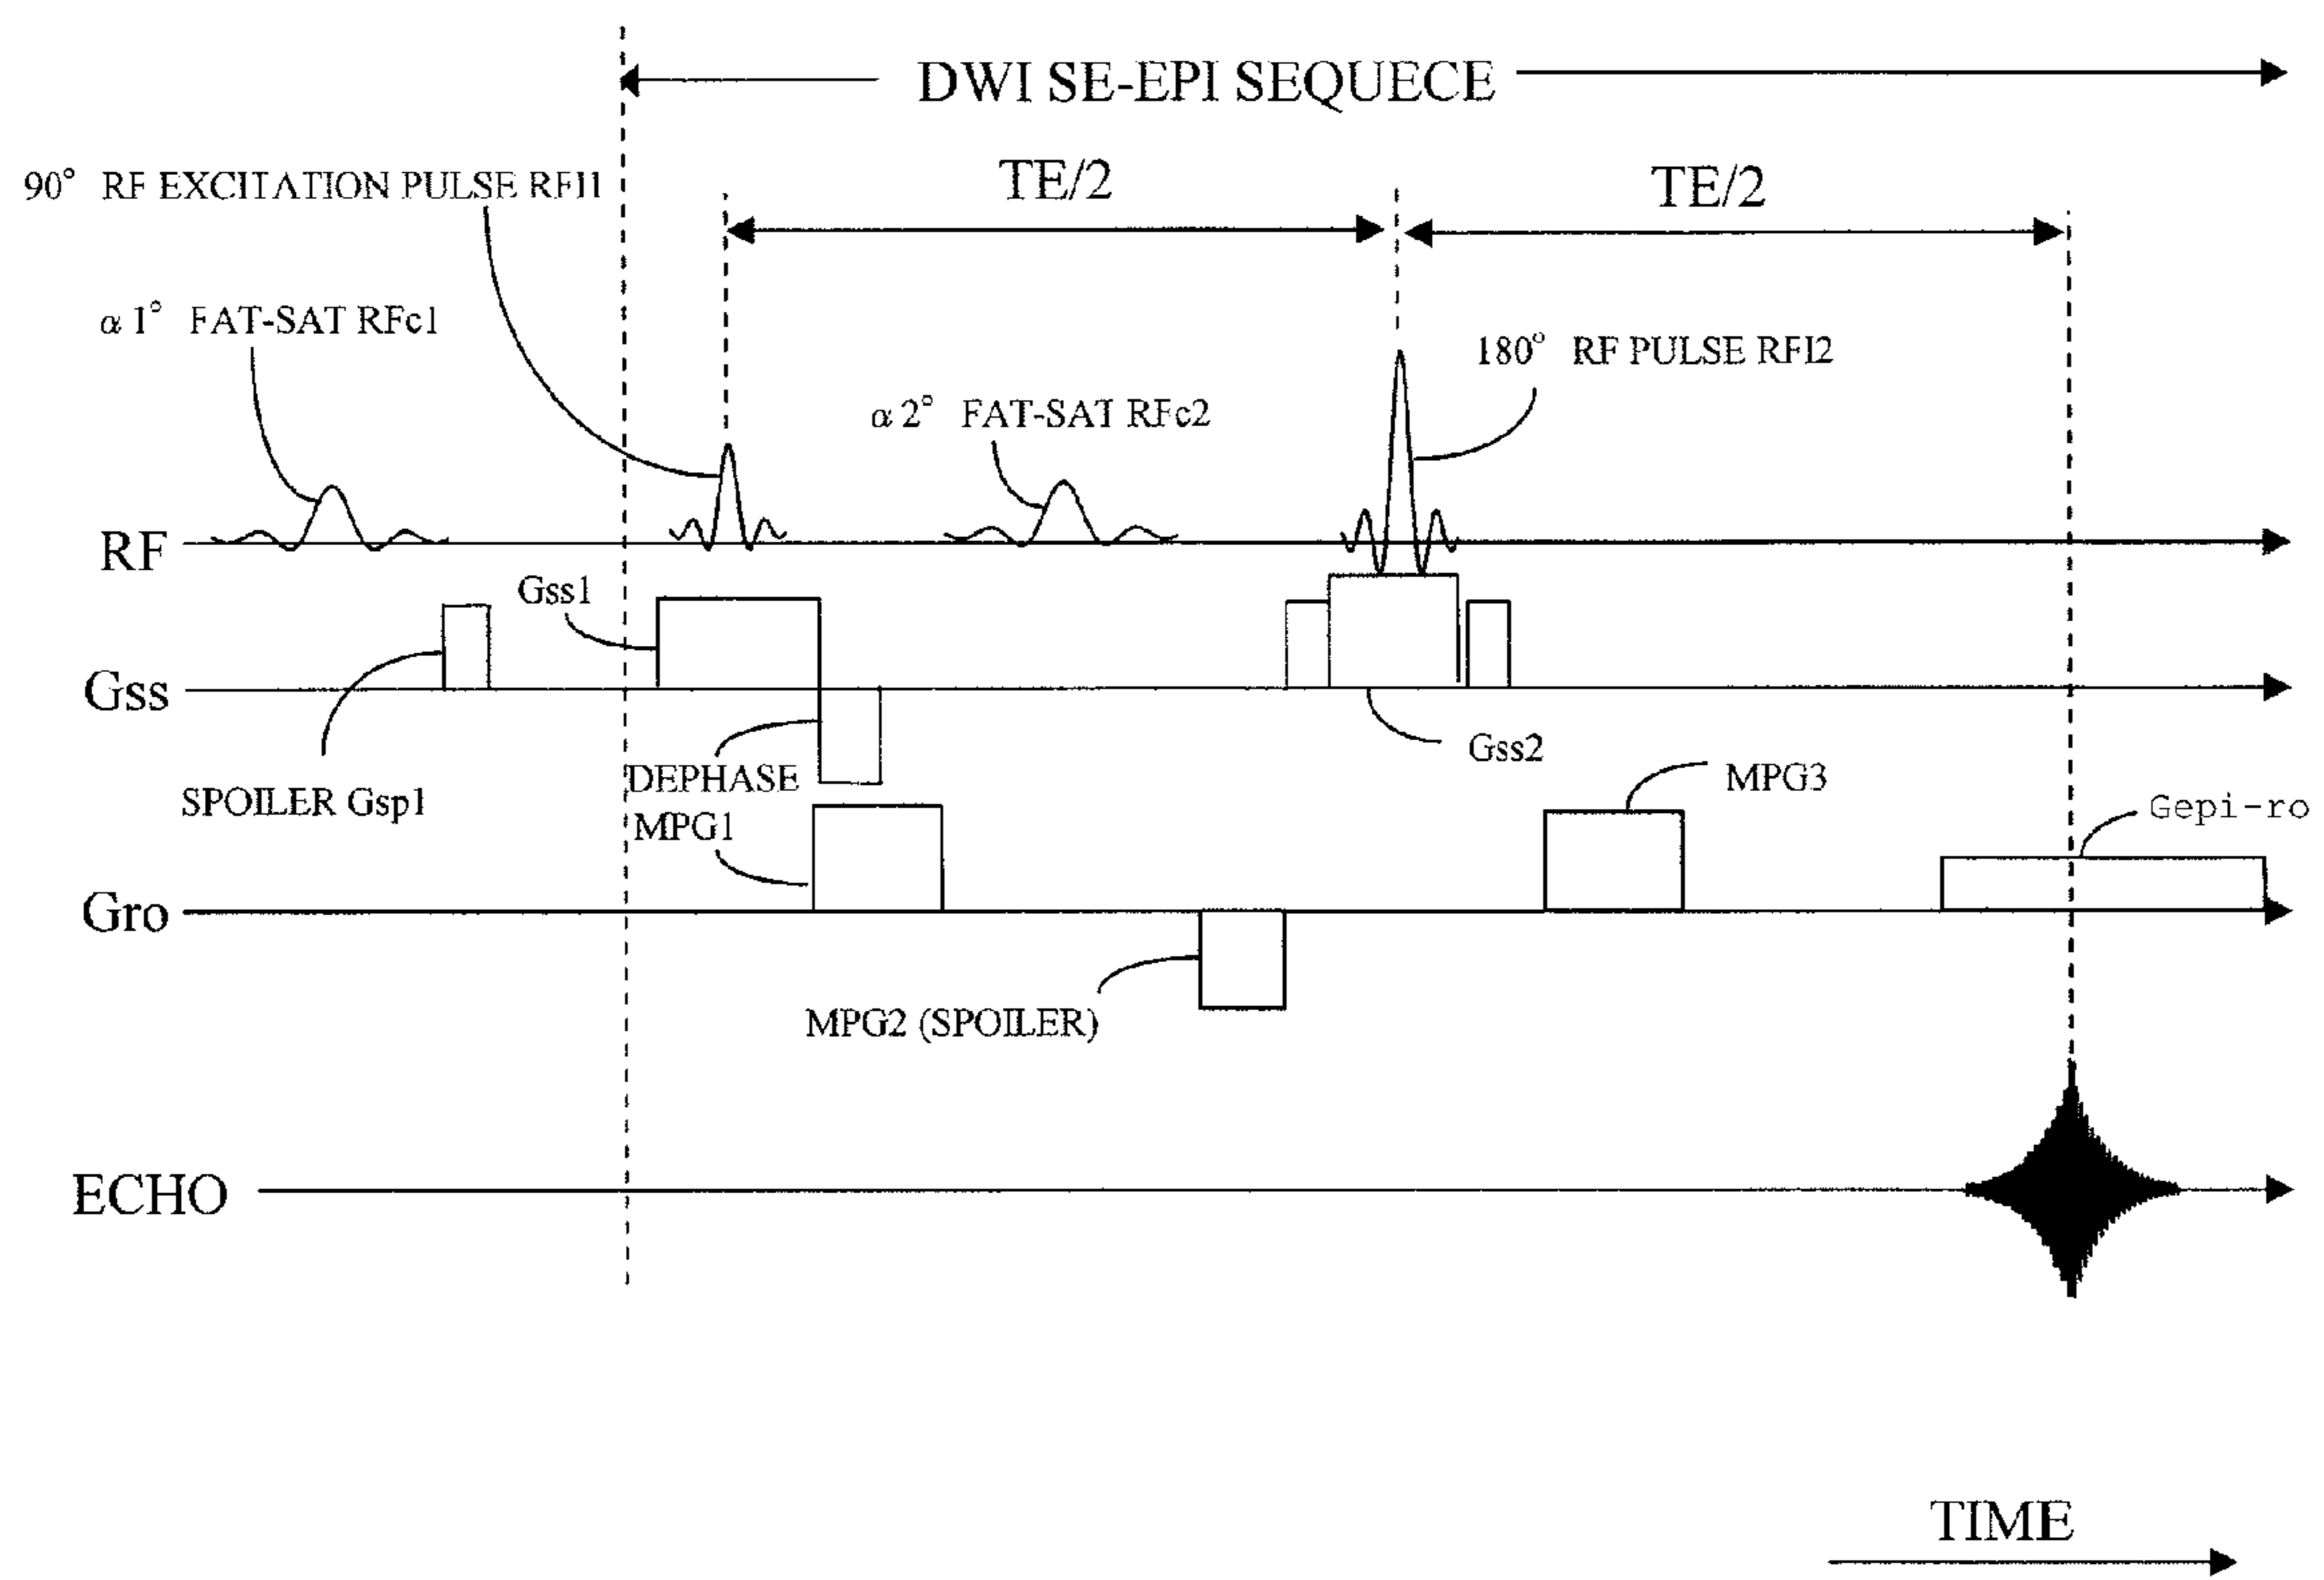 DWI SE-EPI SEQUECE
TE/2
TE/2
90° RF EXCITATION PULSE RFI1
α1° FAT-SAT RFc1
180° RF PULSE RFI2
α2° FAT-SAT RFc2
RF
Gss1
Gss
Gss2
DEPHASE
MPG3
SPOILER Gsp1
MPG1
Gepi-ro
Gro
MPG2 (SPOILER)
ECHO
TIME